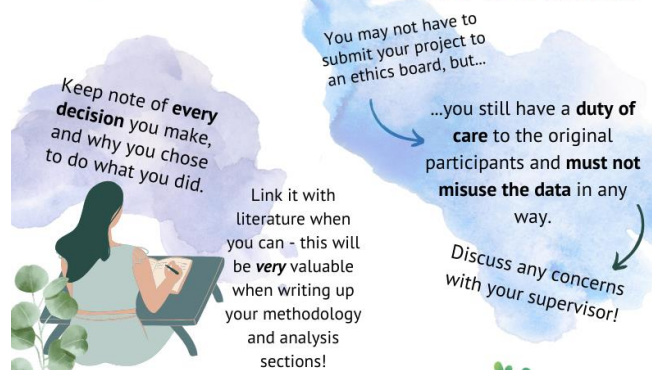 Keep note of every
decision you make,
and why you chose
to do what you did.
Link it with
literature when
you can - this will
be very valuable
when writing up
your methodology
and analysis
sections!
You may not have to
submit your project to
an ethics board, but...
...you still have a duty of
care to the original
participants and must not
misuse the data in any
way.
Discuss any concerns
with your supervisor!